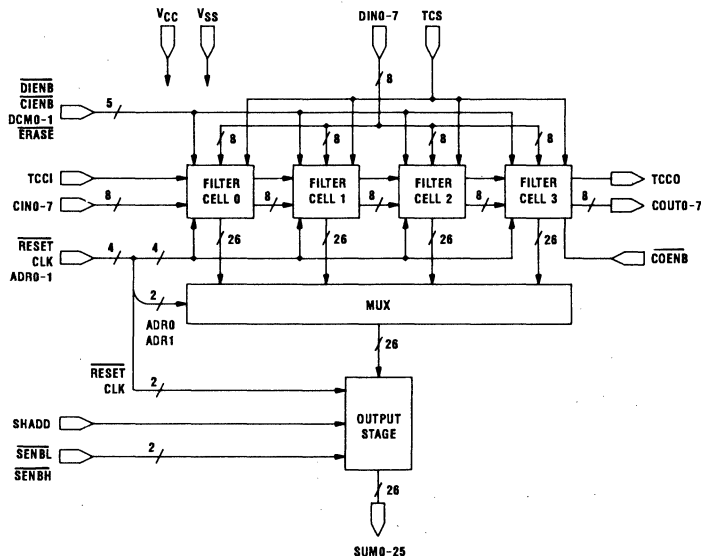 VCC VSS DIN0-7 TCS
8
DIENB
CIENB
DCM0-1
ERASE
5
8 8 8 8
TCCI
CIN0-7
8
FILTER CELL 0
8
FILTER CELL 1
8
FILTER CELL 2
8
FILTER CELL 3
8
TCCO
COUT0-7
RESET
CLK
ADR0-1
4 4
26 26 26 26
COENB
2
ADR0
ADR1
MUX
26
RESET
CLK
2
OUTPUT
STAGE
SHADD
SENBL
SENBH
2
26
SUM0-25